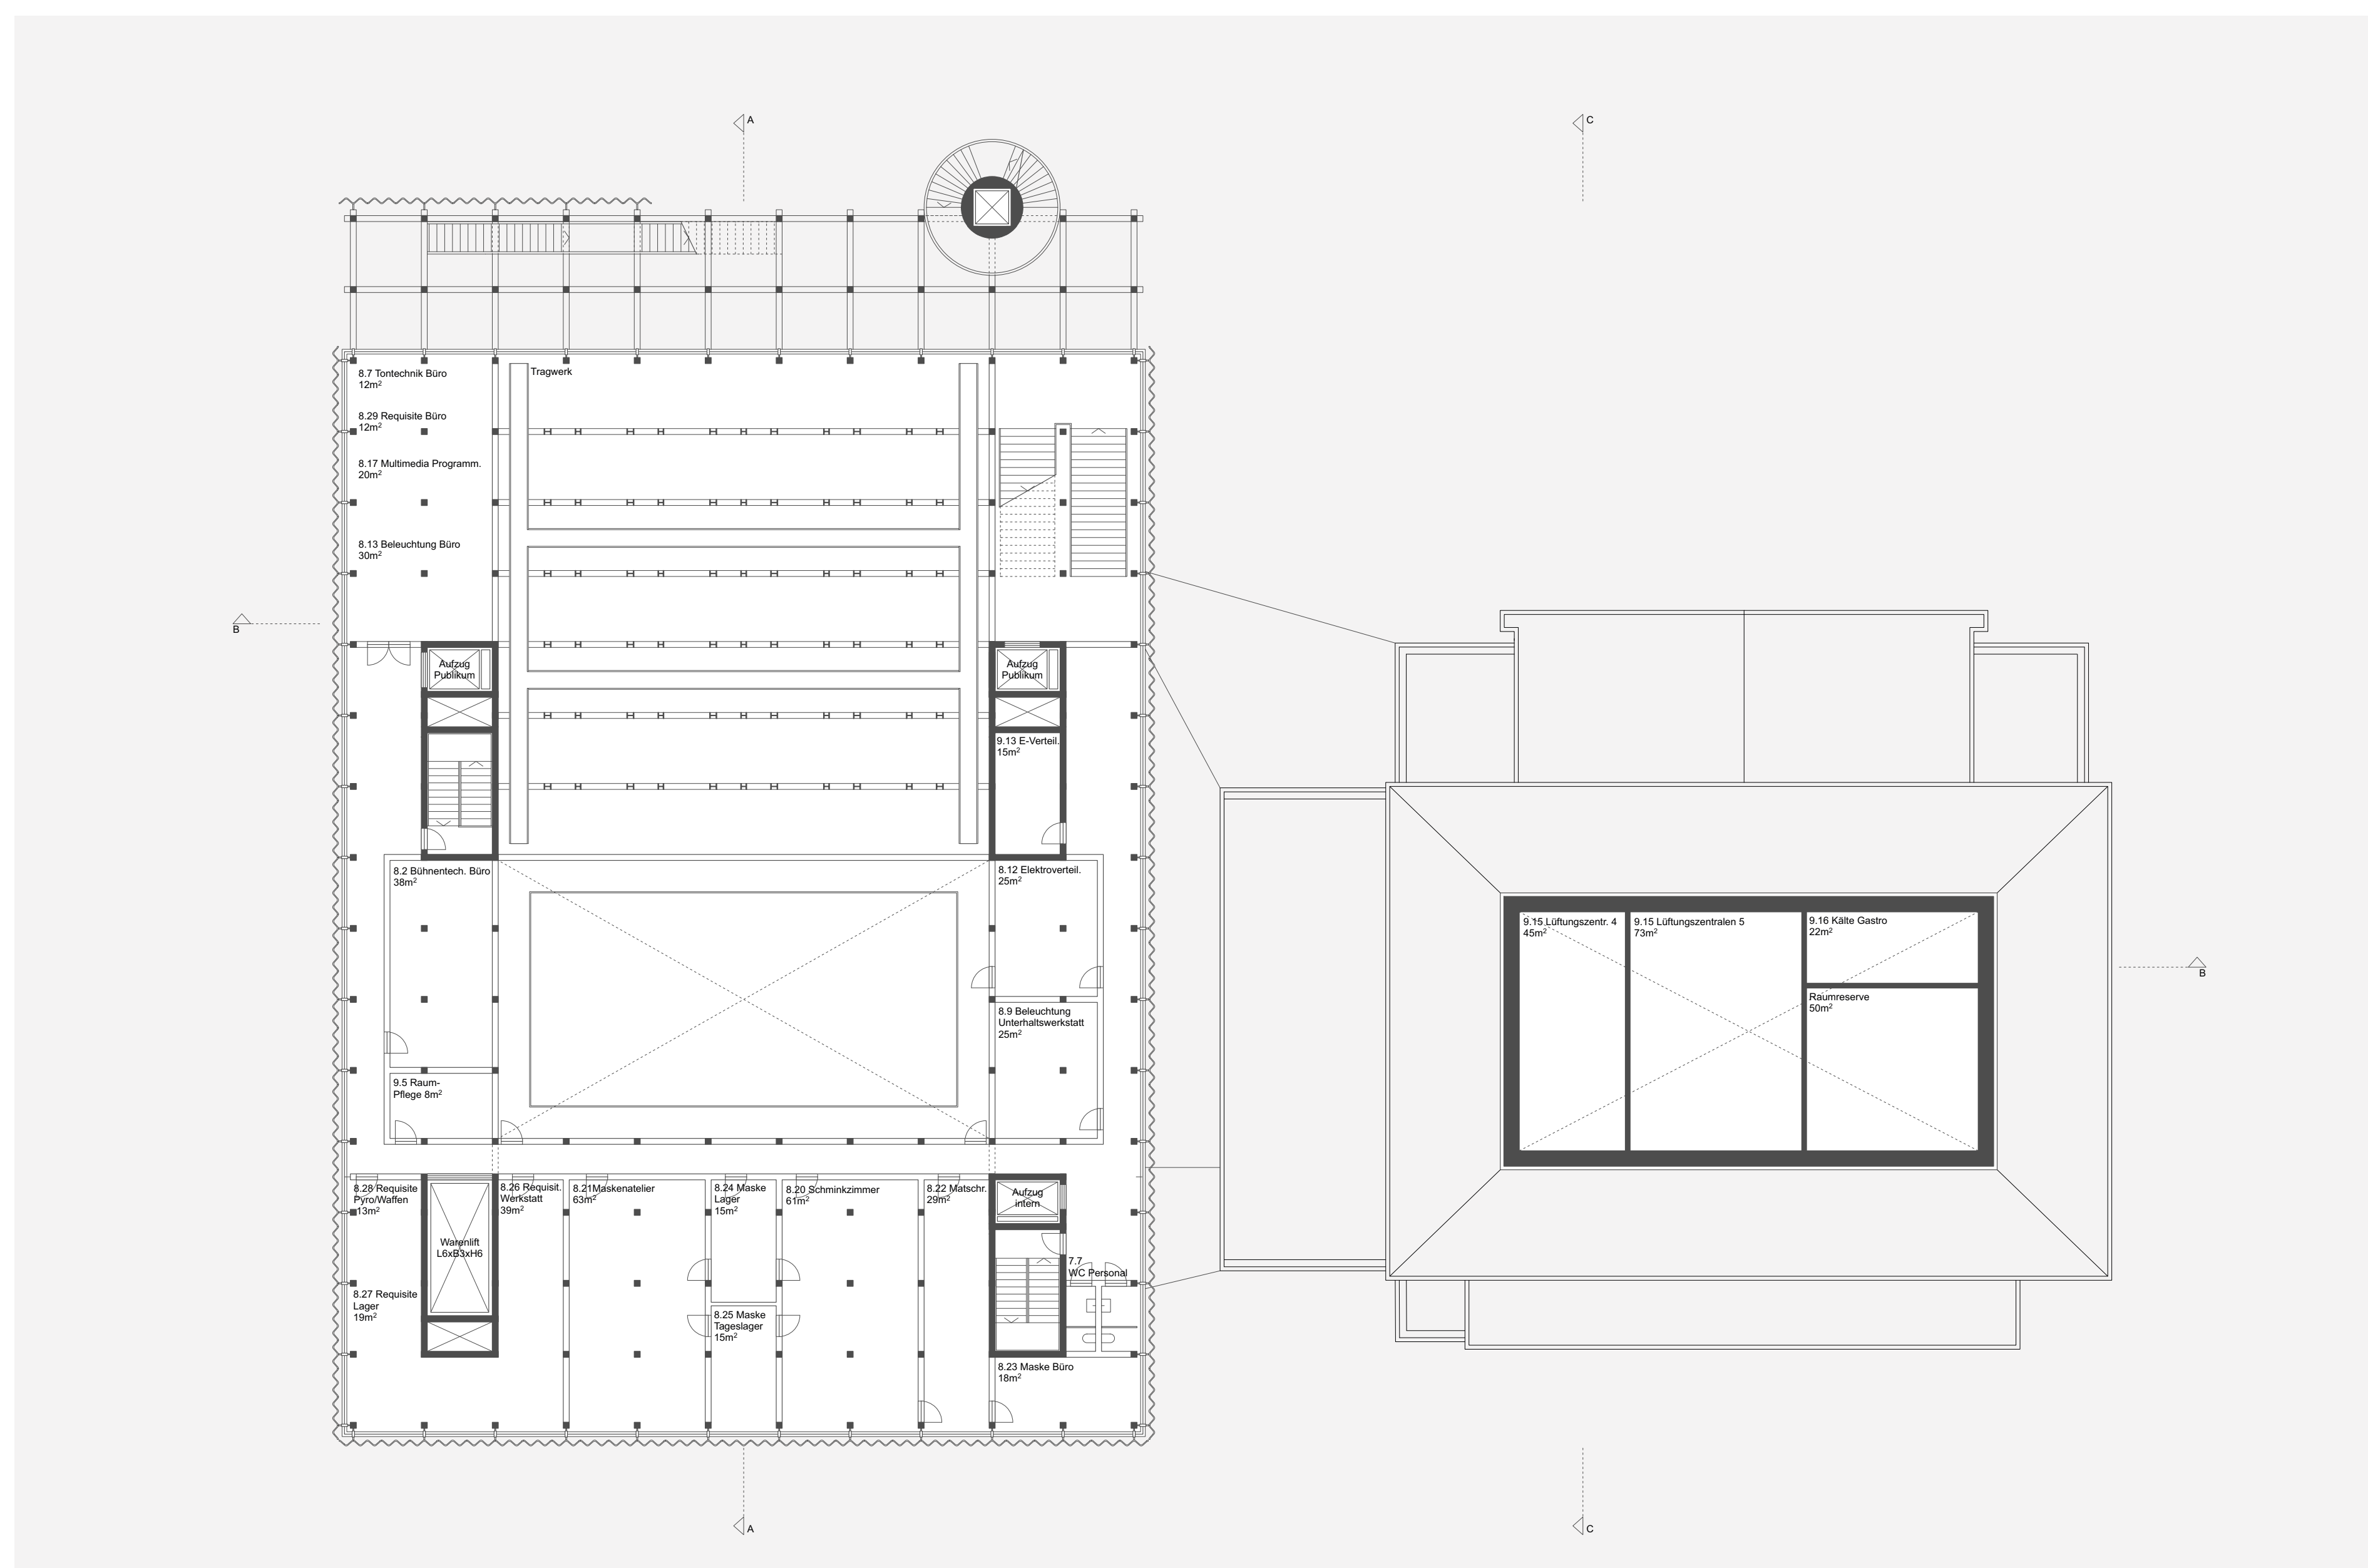 A
C
8.7 Tontechnik Büro
12m²
Tragwerk
8.29 Requisite Büro
12m²
8.17 Multimedia Programm.
20m²
8.13 Beleuchtung Büro
30m²
B
Aufzug
Publikum
Aufzug
Publikum
9.13 E-Verteil.
15m²
8.2 Bühnentech. Büro
38m²
8.12 Elektroverteil.
25m²
9.15 Lüftungszentr. 4
45m²
9.15 Lüftungszentralen 5
73m²
9.16 Kälte Gastro
22m²
B
Raumreserve
50m²
8.9 Beleuchtung
Unterhaltswerkstatt
25m²
9.5 Raum-
Pflege 8m²
8.28 Requisite
Pyro/Waffen
13m²
8.26 Requisit.
Werkstatt
39m²
8.21Maskenatelier
63m²
8.24 Maske
Lager
15m²
8.20 Schminkzimmer
61m²
8.22 Matschr.
29m²
Aufzug
intern
Warenlift
L6xB3xH6
7.7
WC Personal
8.27 Requisite
Lager
19m²
8.25 Maske
Tageslager
15m²
8.23 Maske Büro
18m²
A
C